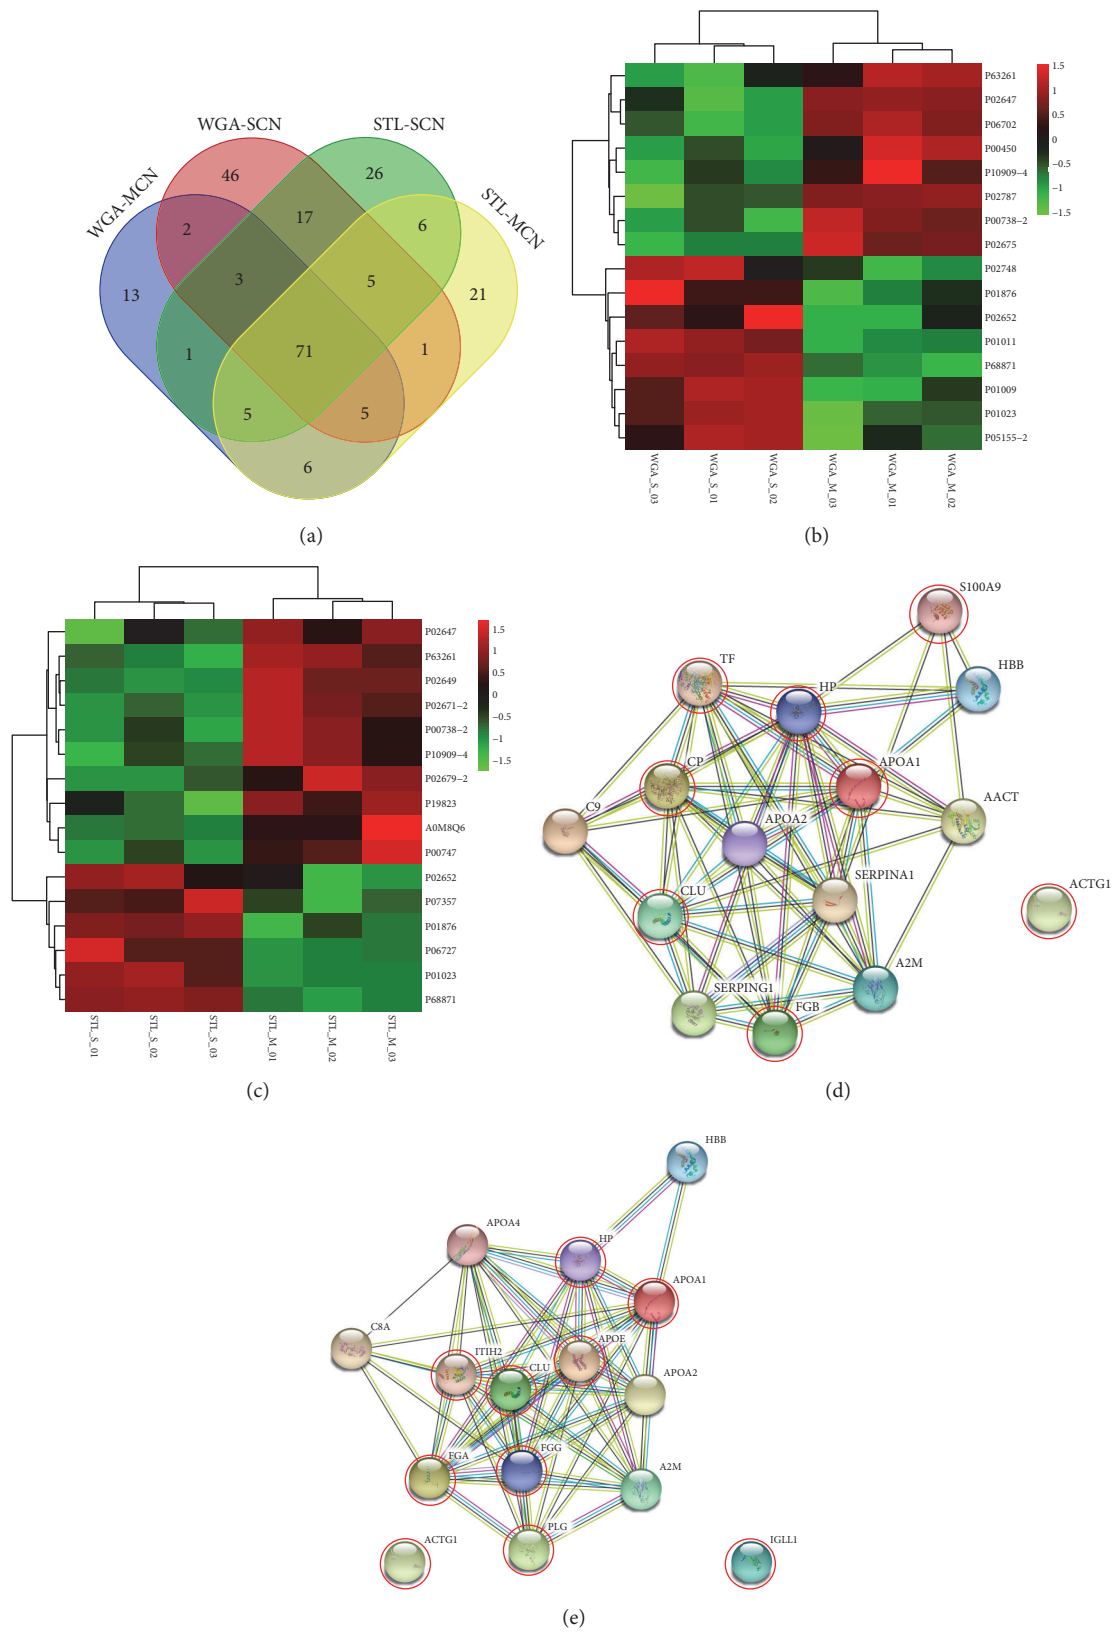 WGA-SCN
STL-SCN
WGA-MCN
STL-MCN
46
26
2
17
6
13
3
5
21
1
71
1
5
5
6
(a)
1.5
1
0.5
0
−0.5
−1
−1.5
P63261
P02647
P06702
P00450
P10909−4
P02787
P00738−2
P02675
P02748
P01876
P02652
P01011
P68871
P01009
P01023
P05155−2
WGA_S_03
WGA_S_01
WGA_S_02
WGA_M_03
WGA_M_01
WGA_M_02
(b)
P02647
P63261
P02649
P02671−2
P00738−2
P10909−4
P02679−2
P19823
A0M8Q6
P00747
P02652
P07357
P01876
P06727
P01023
P68871
1.5
1
0.5
0
−0.5
−1
−1.5
STL_S_01
STL_S_02
STL_S_03
STL_M_01
STL_M_02
STL_M_03
(c)
S100A9
TF
HP
HBB
CP
APOA1
C9
APOA2
AACT
CLU
SERPINA1
ACTG1
A2M
SERPING1
FGB
(d)
HBB
APOA4
HP
APOA1
C8A
ITIH2
CLU
APOE
APOA2
FGA
FGG
A2M
ACTG1
PLG
IGLL1
(e)